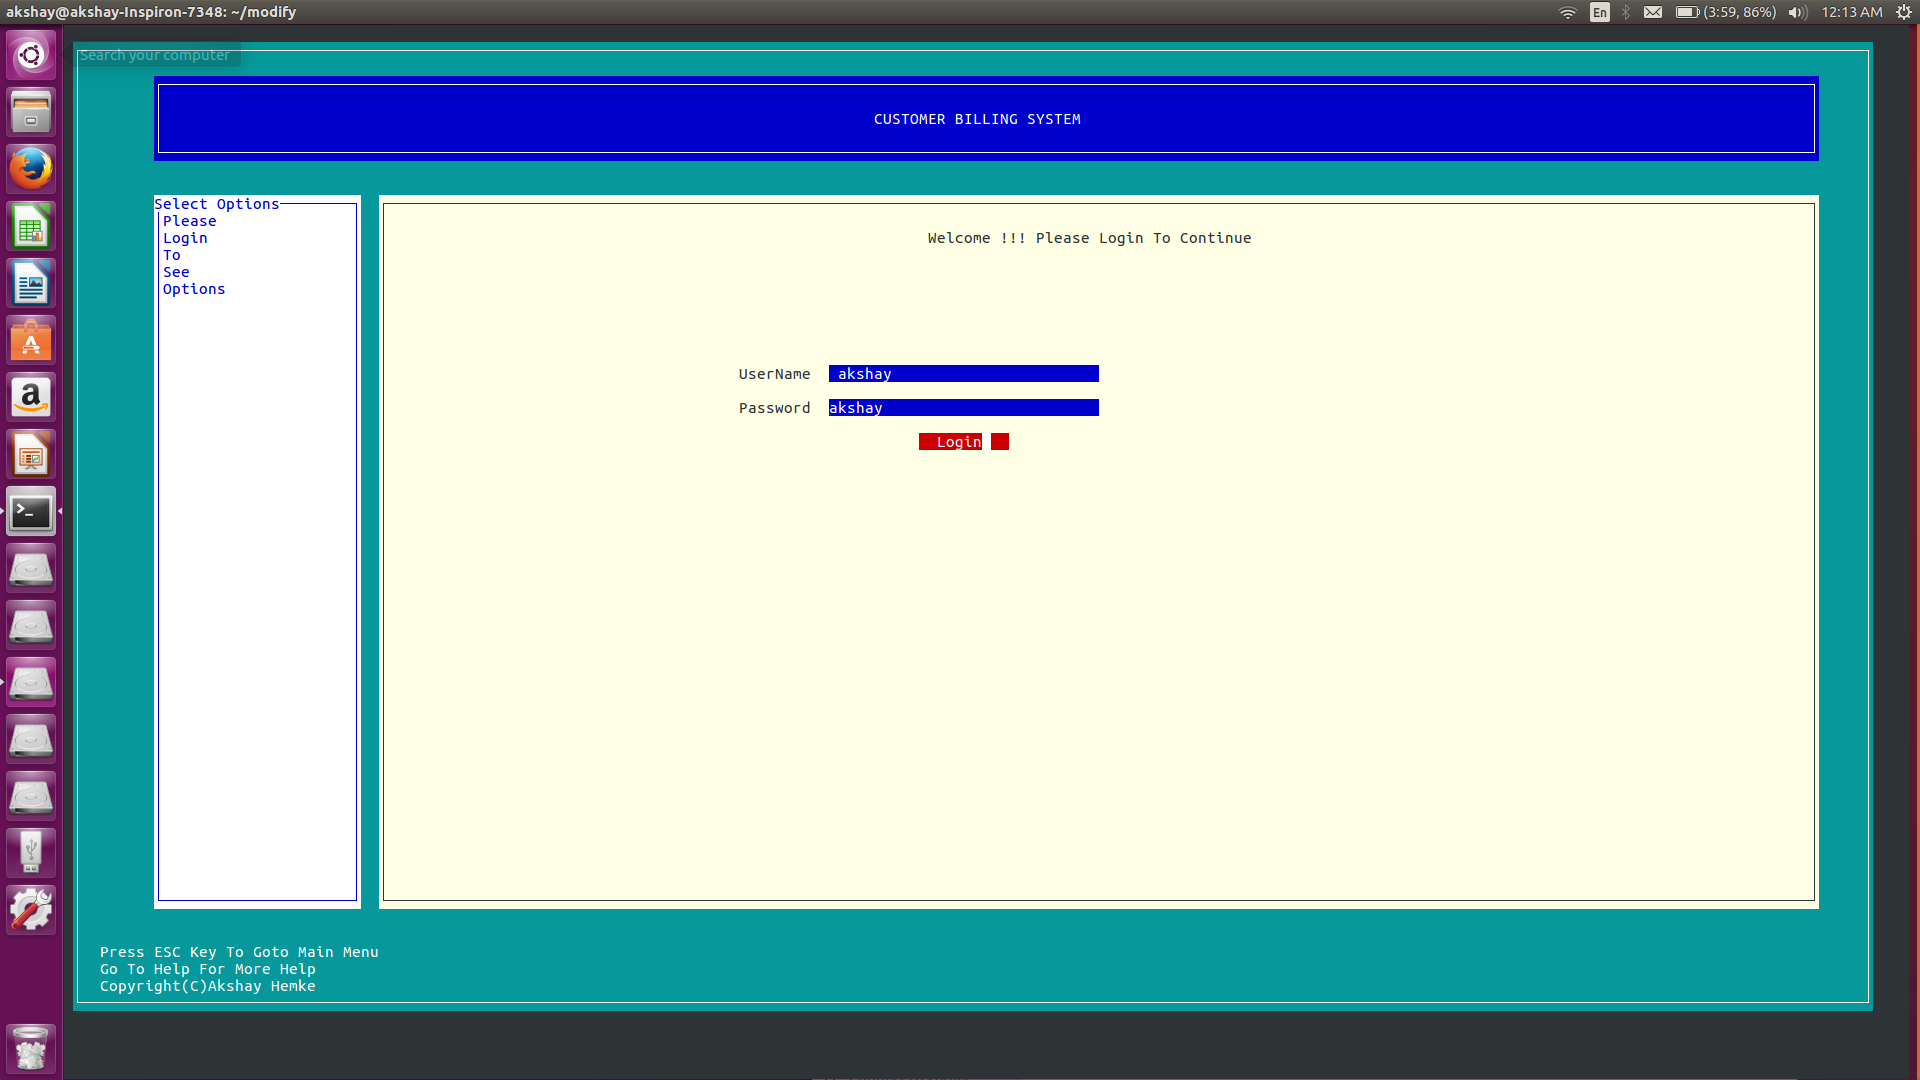 akshay@akshay-Inspiron-7348: ~/modify
En
(3:59, 86%)
12:13 AM
Search your computer
CUSTOMER BILLING SYSTEM
Select Options
Please
Login
To
See
Options
Welcome !!! Please Login To Continue
UserName akshay
Password akshay
Login
Press ESC Key To Goto Main Menu
Go To Help For More Help
Copyright(C)Akshay Hemke